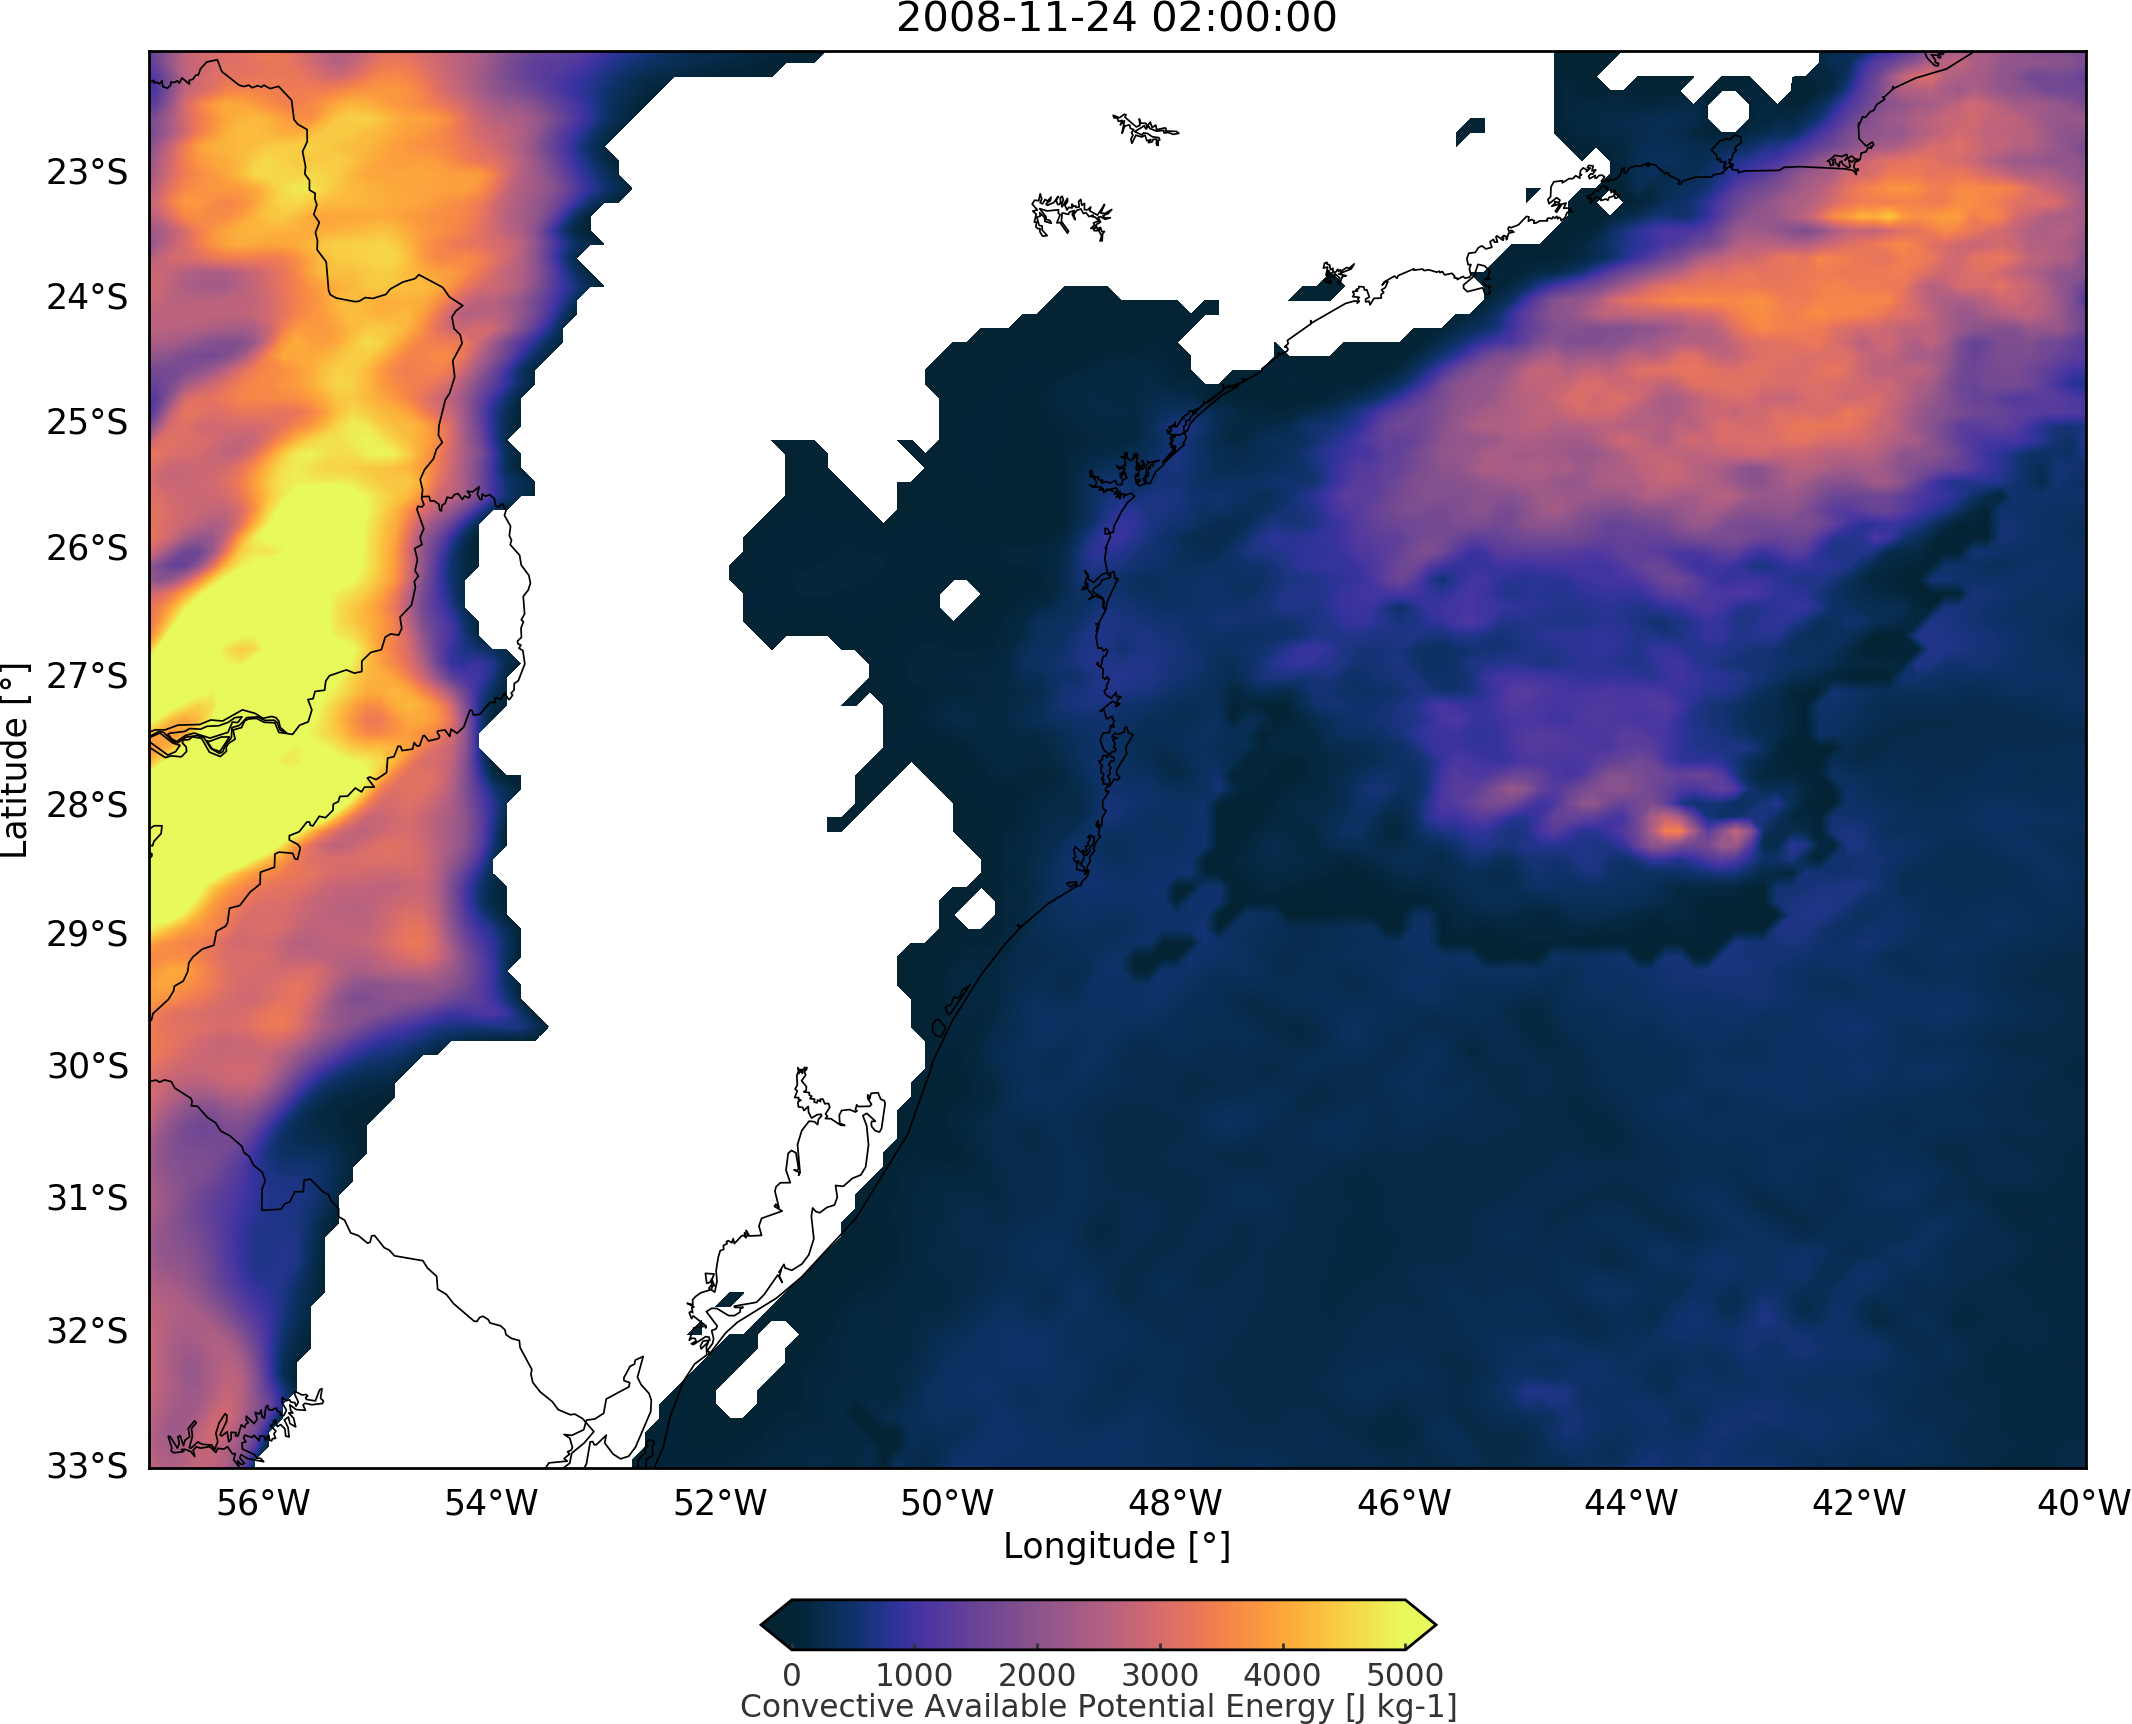 2008-11-24 02:00:00
23°S
24°S
25°S
26°S
27°S
28°S
29°S
30°S
31°S
32°S
33°S
Latitude [°]
56°W 54°W 52°W 50°W 48°W 46°W 44°W 42°W 40°W
Longitude [°]
0 1000 2000 3000 4000 5000
Convective Available Potential Energy [J kg-1]